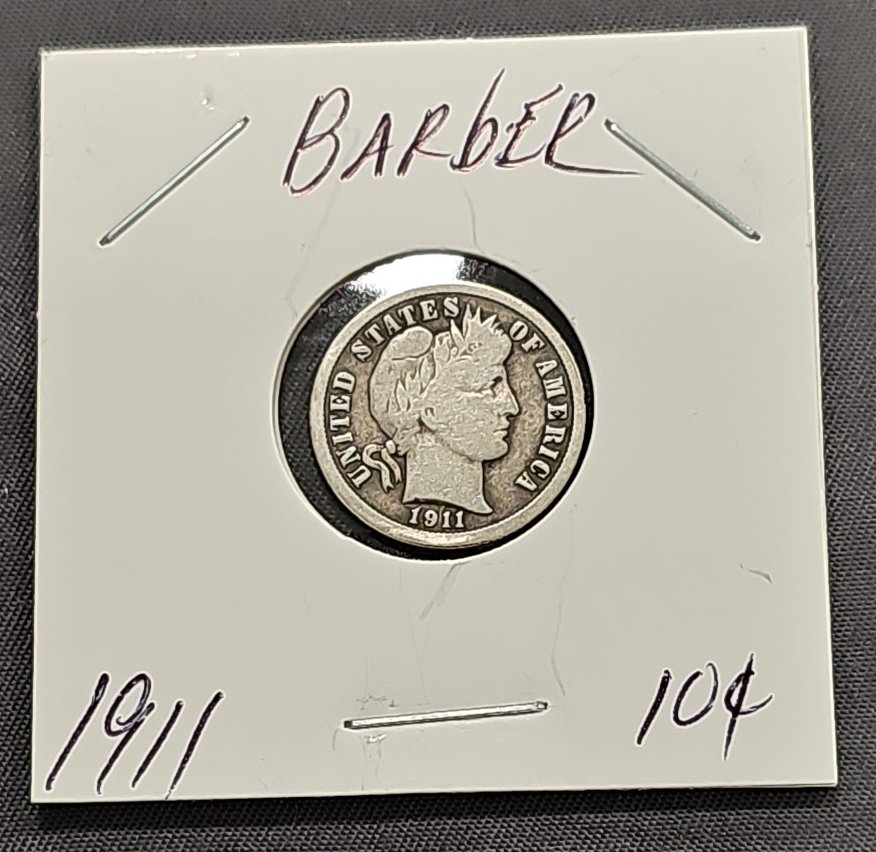 BARbER
UNITED STATES OF AMERICA
1911
1911 10¢